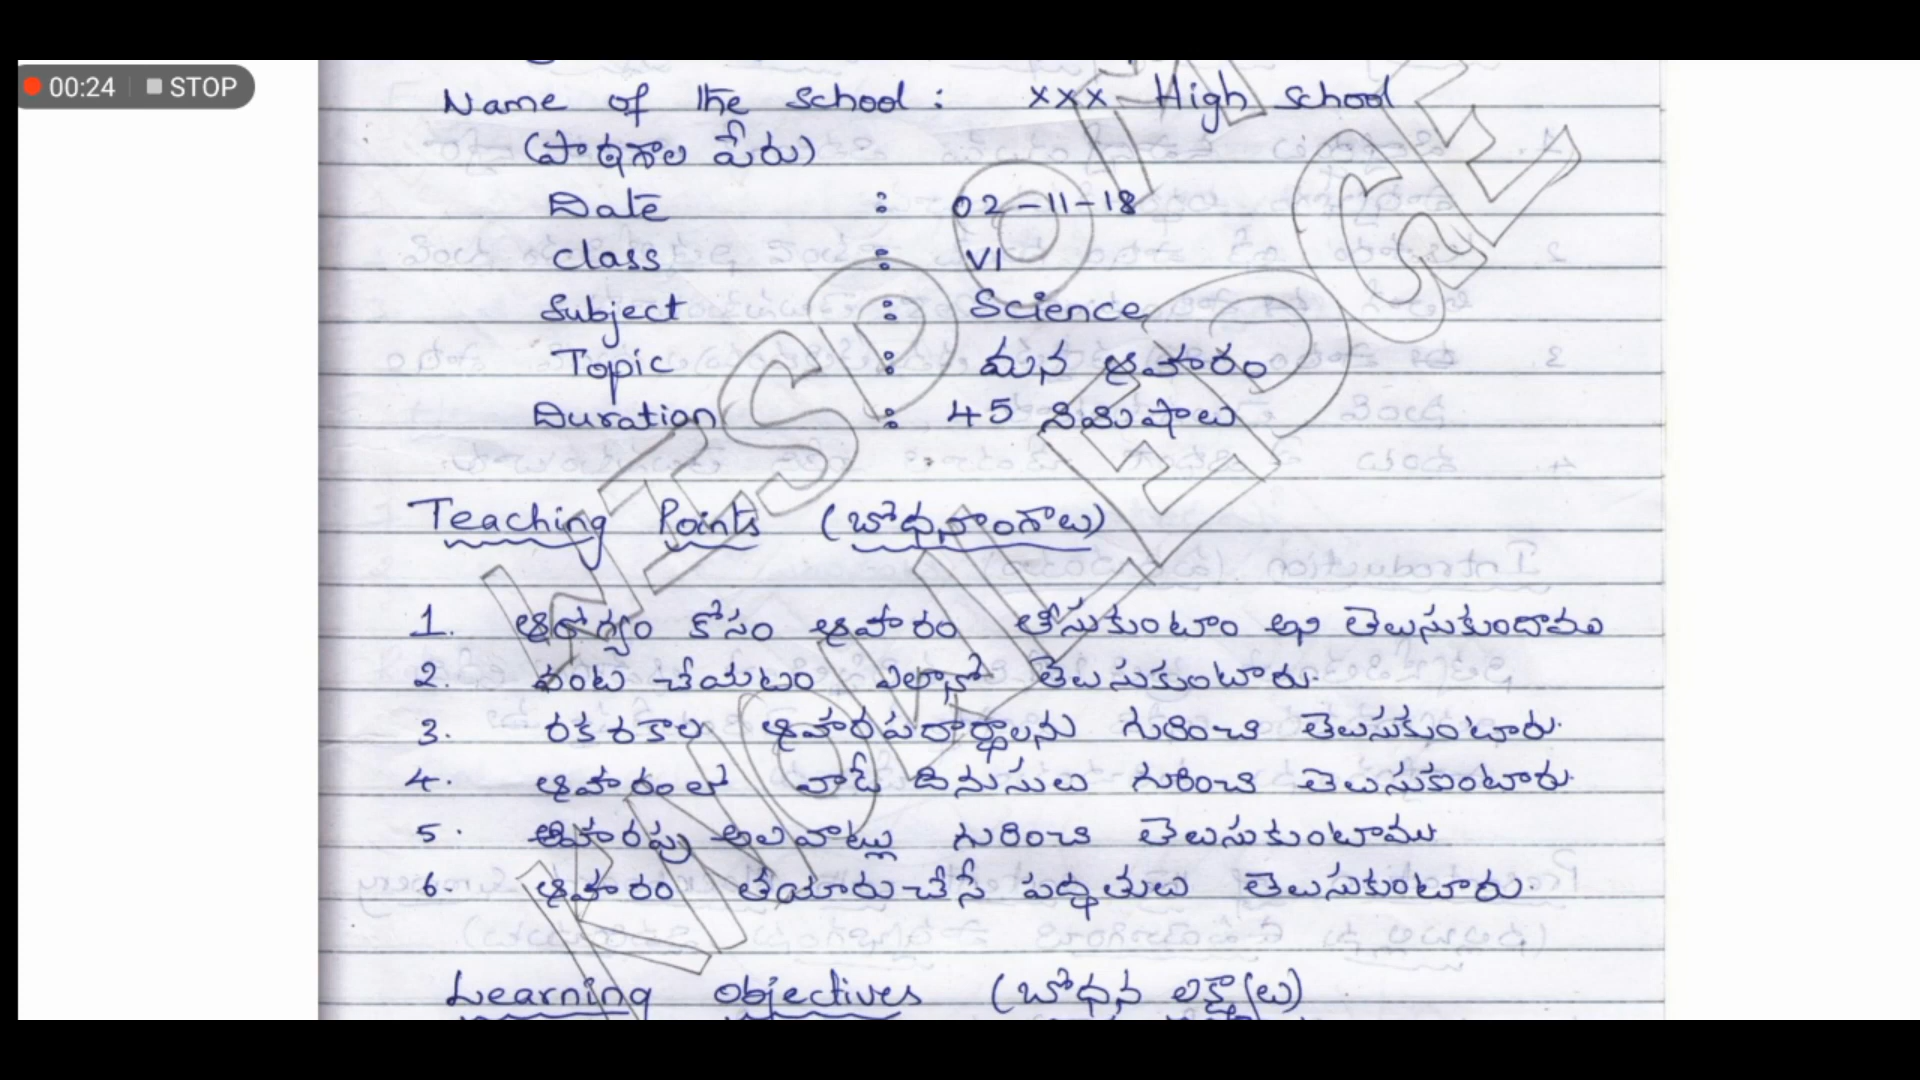 00:24 STOP
Name of the school : xxx High school
(పాఠశాల పేరు)
Date : 02-11-18
class : VI
Subject : Science
Topic : మన ఆహారం
Duration : 45 నిమిషాలు
Teaching Points (బోధనాంశాలు)
1. ఆరోగ్యం కోసం ఆహారం తీసుకుంటాం అని తెలుసుకుందాము
2. వంట చేయటం ఎలానో తెలుసుకుంటారు.
3. రకరకాల ఆహారపదార్థాలను గురించి తెలుసుకుంటారు.
4. ఆహారంలో వాడే దినుసులు గురించి తెలుసుకుంటారు.
5. ఆహారపు అలవాట్లు గురించి తెలుసుకుంటాము.
6. ఆహారం తయారుచేసే పద్ధతులు తెలుసుకుంటారు.
Learning objectives (బోధన లక్ష్యాలు)
WISDOM
KNOWLEDGE